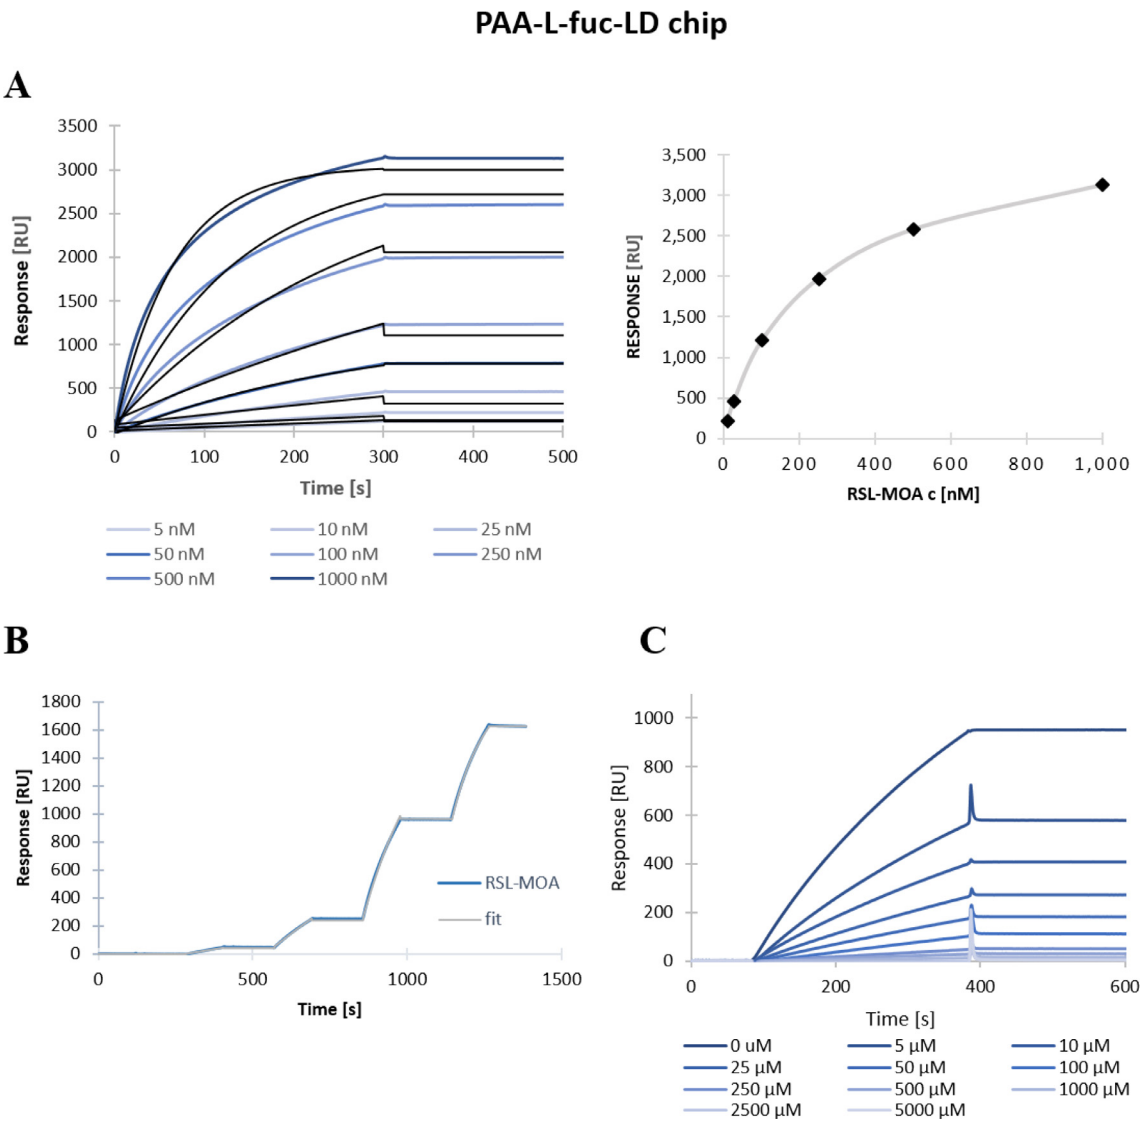 PAA-L-fuc-LD chip
A
3500
3000
2500
2000
1500
1000
500
0
Response [RU]
0 100 200 300 400 500
Time [s]
5 nM 10 nM 25 nM
50 nM 100 nM 250 nM
500 nM 1000 nM
3,500
3,000
2,500
2,000
1,500
1,000
500
0
RESPONSE [RU]
0 200 400 600 800 1,000
RSL-MOA c [nM]
B
1800
1600
1400
1200
1000
800
600
400
200
0
Response [RU]
RSL-MOA
fit
0 500 1000 1500
Time [s]
C
1000
800
600
400
200
0
Response [RU]
0 200 400 600
Time [s]
0 uM 5 µM 10 µM
25 µM 50 µM 100 µM
250 µM 500 µM 1000 µM
2500 µM 5000 µM